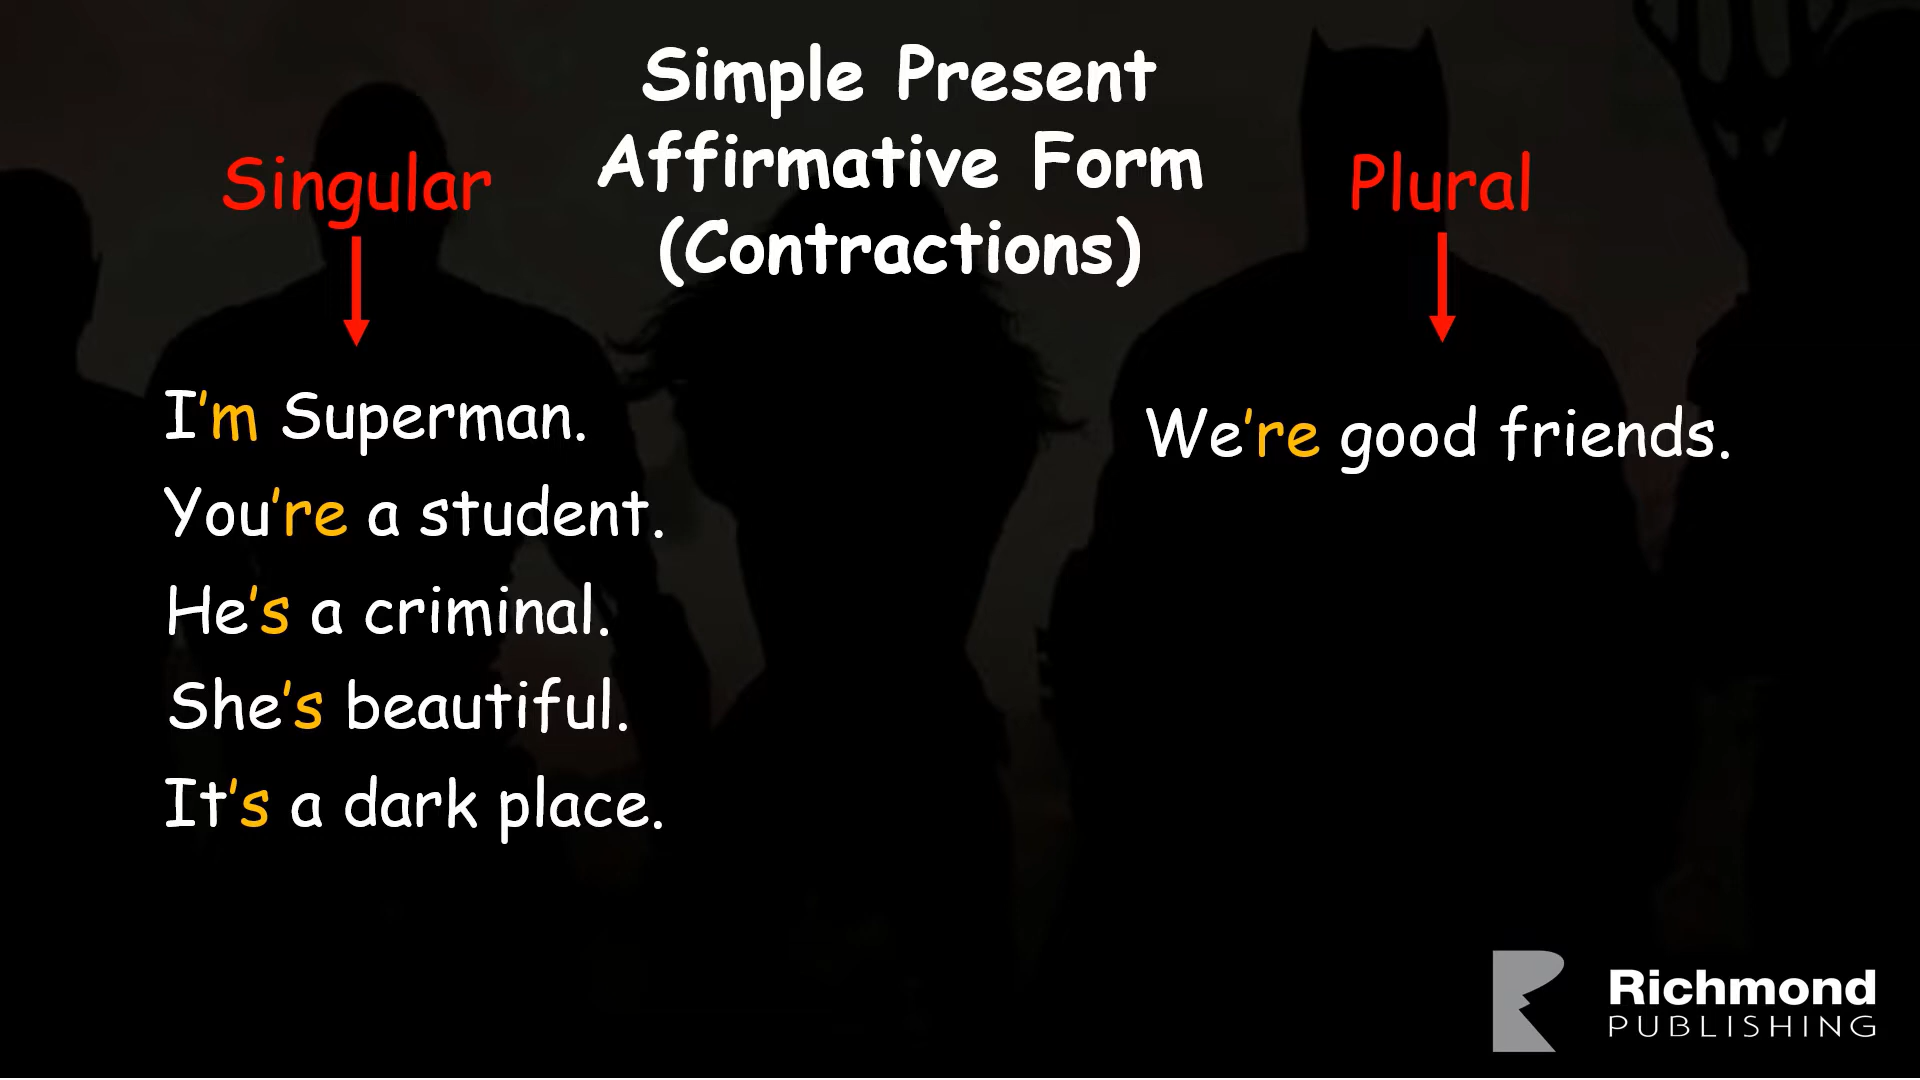 Simple Present
Affirmative Form
(Contractions)
Singular
I'm Superman.
You're a student.
He's a criminal.
She's beautiful.
It's a dark place.
Plural
We're good friends.
Richmond
PUBLISHING